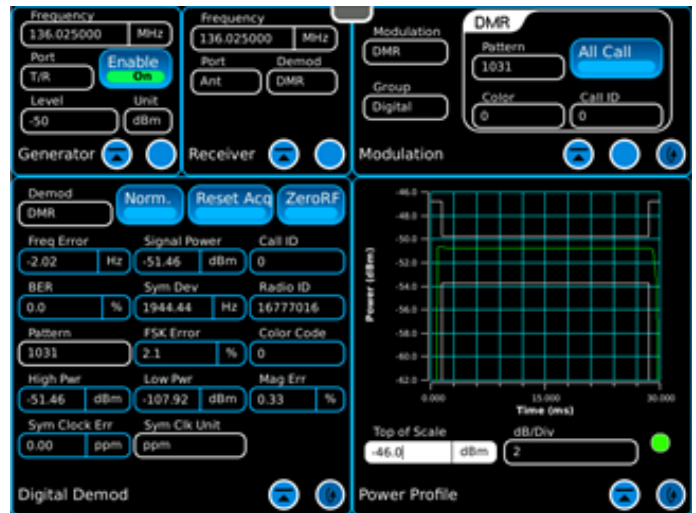 Frequency
136.025000 MHz
Port
T/R
Enable
On
Level Unit
-50 dBm
Generator
Frequency
136.025000 MHz
Port Demod
Ant DMR
Receiver
Modulation
DMR
Group
Digital
DMR
Pattern
1031
All Call
Color Call ID
0 0
Modulation
Demod
DMR
Norm. Reset Acq ZeroRF
Freq Error Signal Power Call ID
-2.02 Hz -51.46 dBm 0
BER Sym Dev Radio ID
0.0 % 1944.44 Hz 16777016
Pattern FSK Error Color Code
1031 2.1 % 0
High Pwr Low Pwr Mag Err
-51.46 dBm -107.92 dBm 0.33 %
Sym Clock Err Sym Clk Unit
0.00 ppm ppm
Digital Demod
Power (dBm)
-46.0
-48.0
-50.0
-52.0
-54.0
-56.0
-58.0
-60.0
-62.0
0.000 15.000 30.000
Time (ms)
Top of Scale dB/Div
-46.0 dBm 2
Power Profile